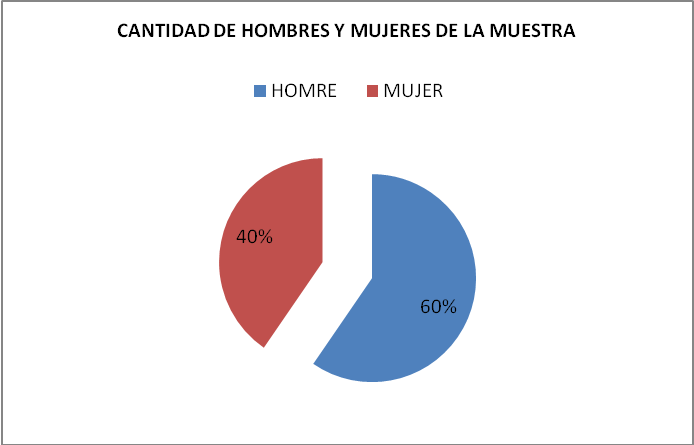 CANTIDAD DE HOMBRES Y MUJERES DE LA MUESTRA
HOMRE MUJER
40%
60%